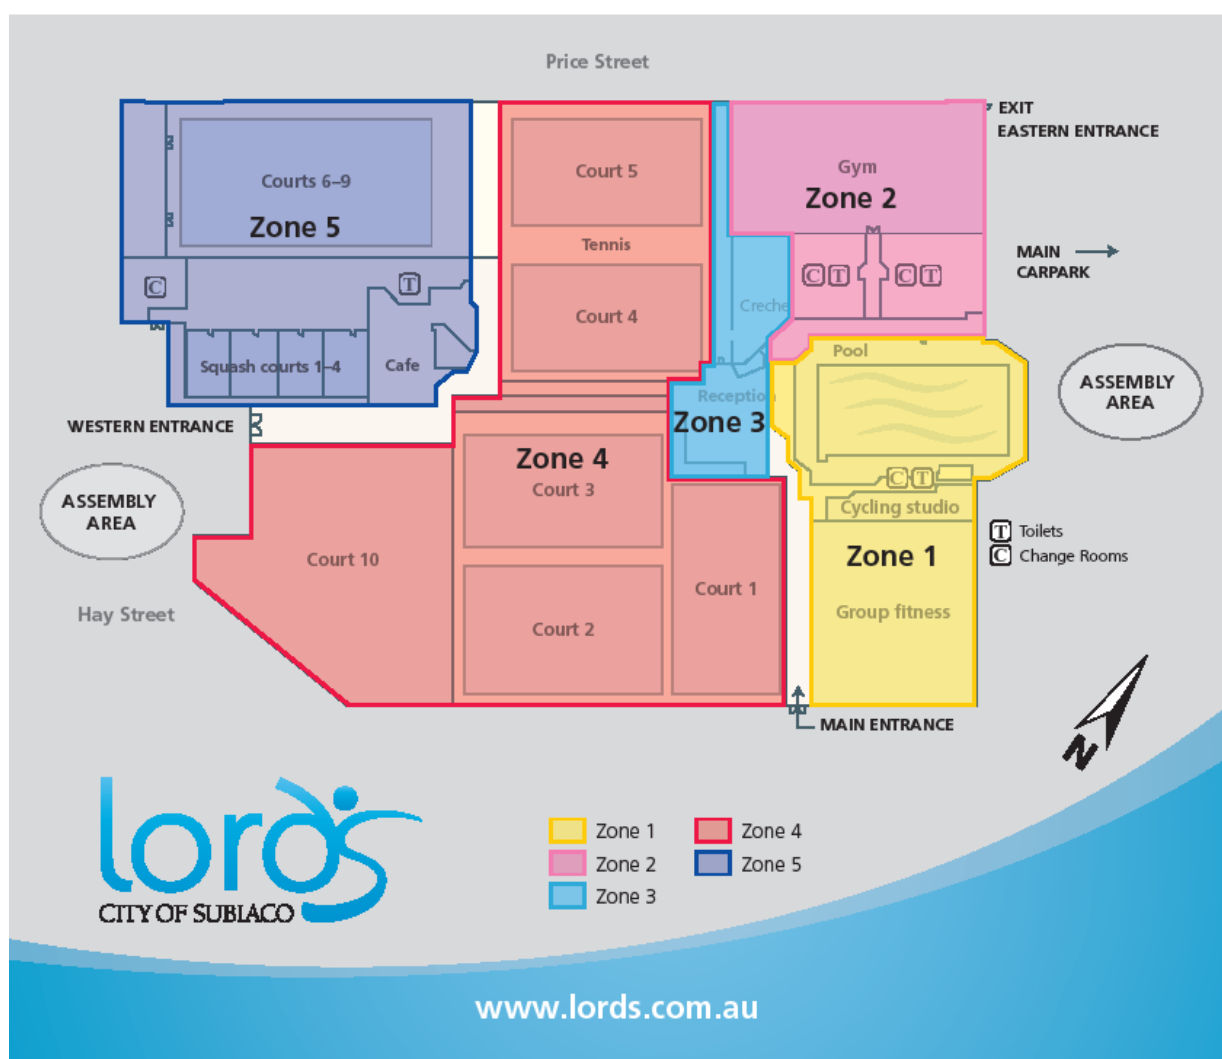 Price Street
EXIT
EASTERN ENTRANCE
Court 5
Gym
Zone 2
Courts 6–9
Zone 5
Tennis
MAIN
CARPARK
C T
C T
C
T
Creche
Court 4
Pool
Squash courts 1–4
Cafe
ASSEMBLY
AREA
Reception
Zone 3
WESTERN ENTRANCE
Zone 4
Court 3
C T
Cycling studio
ASSEMBLY
AREA
T Toilets
C Change Rooms
Zone 1
Court 10
Court 1
Group fitness
Hay Street
Court 2
MAIN ENTRANCE
N
lords
CITY OF SUBIACO
Zone 1
Zone 2
Zone 3
Zone 4
Zone 5
www.lords.com.au